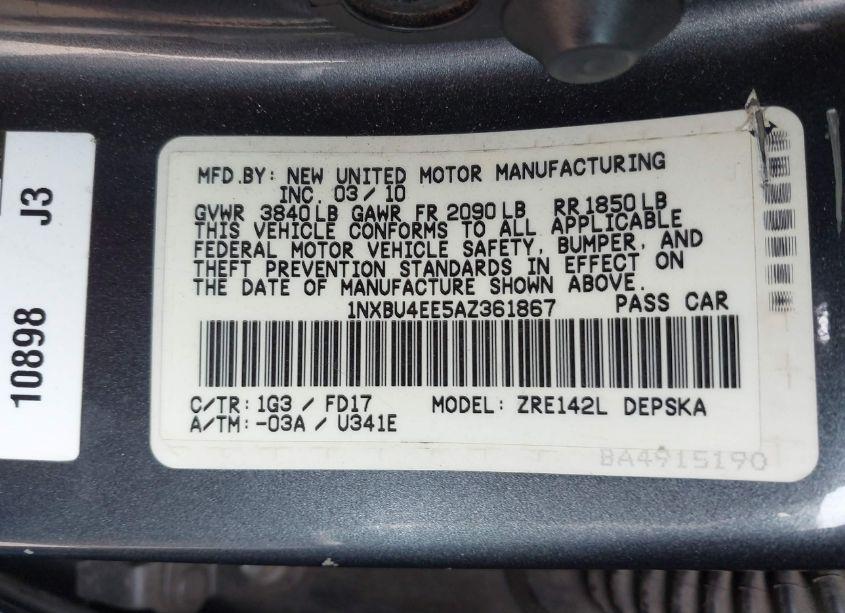 MFD.BY: NEW UNITED MOTOR MANUFACTURING
INC. 03/10
GVWR 3840LB GAWR FR 2090LB RR 1850LB
THIS VEHICLE CONFORMS TO ALL APPLICABLE
FEDERAL MOTOR VEHICLE SAFETY, BUMPER, AND
THEFT PREVENTION STANDARDS IN EFFECT ON
THE DATE OF MANUFACTURE SHOWN ABOVE.
1NXBU4EE5AZ361867 PASS CAR
C/TR: 1G3 / FD17 MODEL: ZRE142L DEPSKA
A/TM: -03A / U341E
BA4915190
10898 J3